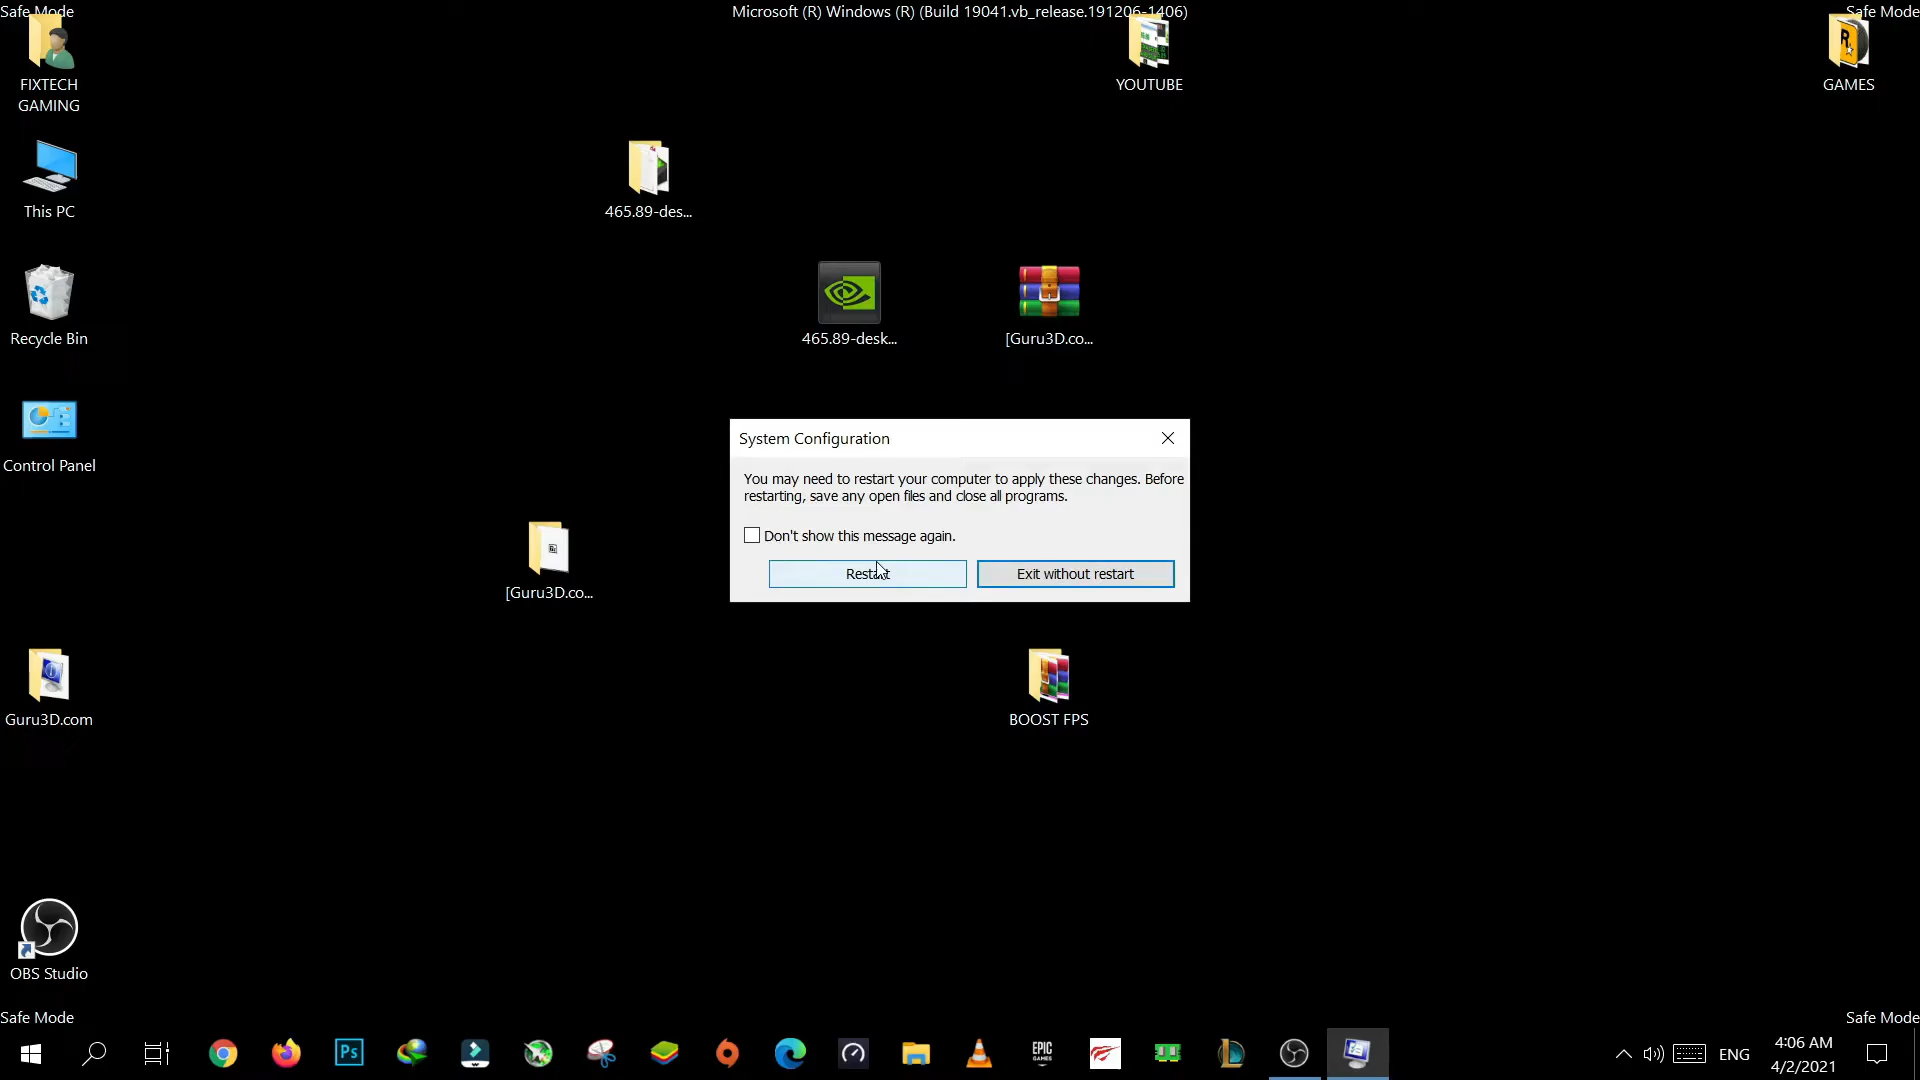 Safe Mode
Microsoft (R) Windows (R) (Build 19041.vb_release.191206-1406)
Safe Mode
FIXTECH
GAMING
YOUTUBE
GAMES
This PC
465.89-des...
Recycle Bin
465.89-desk...
[Guru3D.co...
Control Panel
System Configuration
You may need to restart your computer to apply these changes. Before
restarting, save any open files and close all programs.
Don't show this message again.
Restart
Exit without restart
[Guru3D.co...
Guru3D.com
BOOST FPS
OBS Studio
Safe Mode
Safe Mode
Ps
EPIC
GAMES
ENG
4:06 AM
4/2/2021